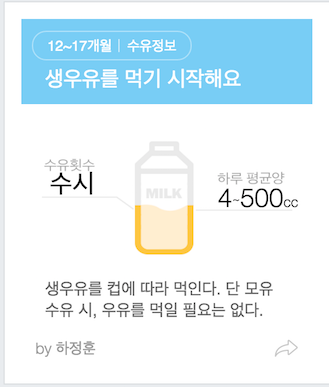 12~17개월 | 수유정보
생우유를 먹기 시작해요
수유횟수
수시
MILK
하루 평균양
4~500cc
생우유를 컵에 따라 먹인다. 단 모유
수유 시, 우유를 먹일 필요는 없다.
by 하정훈